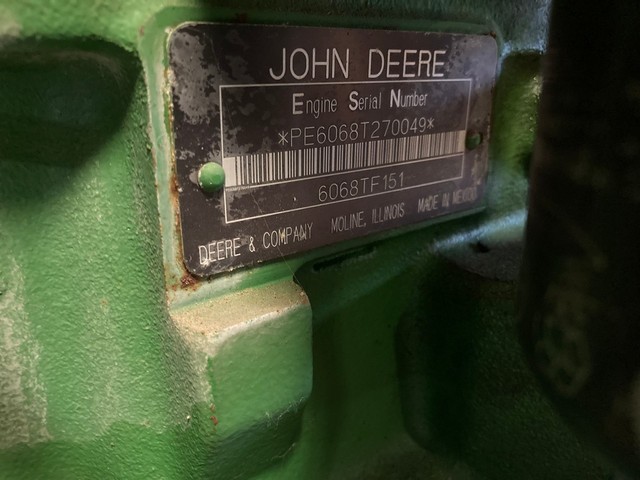 JOHN DEERE
Engine Serial Number
*PE6068T270049*
6068TF151
DEERE & COMPANY MOLINE, ILLINOIS MADE IN MEXICO